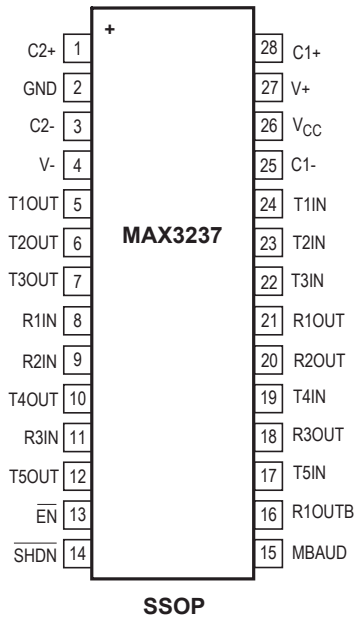 +
C2+ 1 28 C1+
GND 2 27 V+
C2- 3 26 VCC
V- 4 25 C1-
T1OUT 5 24 T1IN
T2OUT 6 MAX3237 23 T2IN
T3OUT 7 22 T3IN
R1IN 8 21 R1OUT
R2IN 9 20 R2OUT
T4OUT 10 19 T4IN
R3IN 11 18 R3OUT
T5OUT 12 17 T5IN
EN 13 16 R1OUTB
SHDN 14 15 MBAUD
SSOP